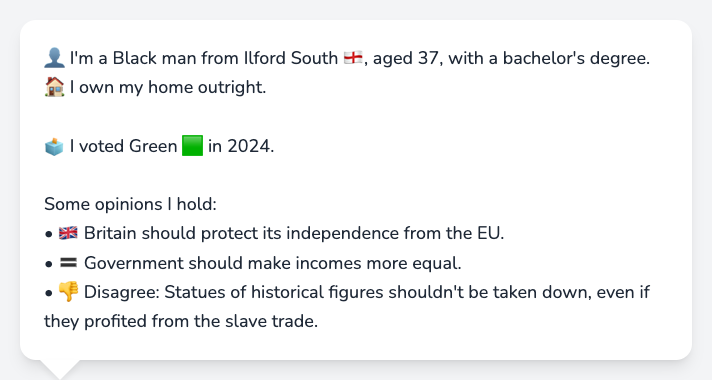 👤 I'm a Black man from Ilford South 🏴󠁧󠁢󠁥󠁮󠁧󠁿, aged 37, with a bachelor's degree.
🏠 I own my home outright.
🗳️ I voted Green 🟩 in 2024.
Some opinions I hold:
• 🇬🇧 Britain should protect its independence from the EU.
• 🟰 Government should make incomes more equal.
• 👎 Disagree: Statues of historical figures shouldn't be taken down, even if
they profited from the slave trade.